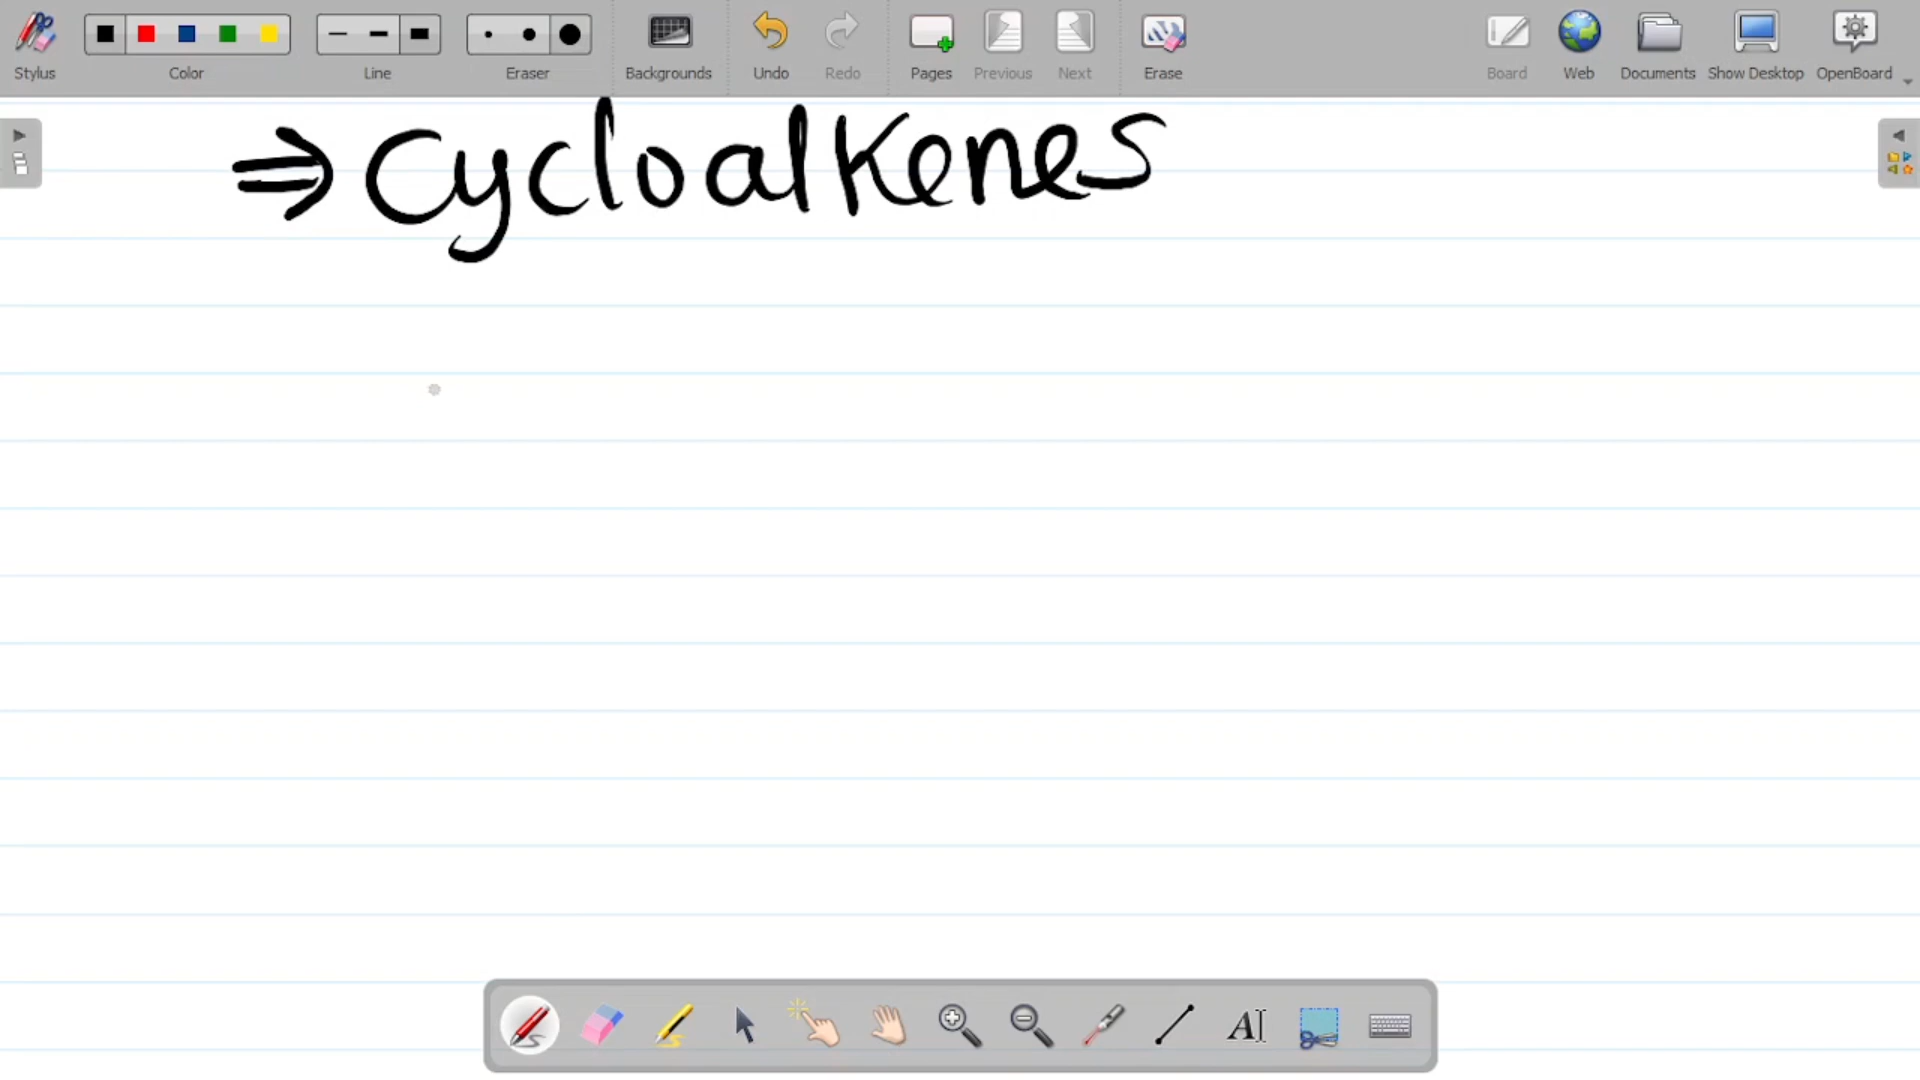 Stylus Color Line Eraser Backgrounds Undo Redo Pages Previous Next Erase Board Web Documents Show Desktop OpenBoard
⇒ Cycloalkenes